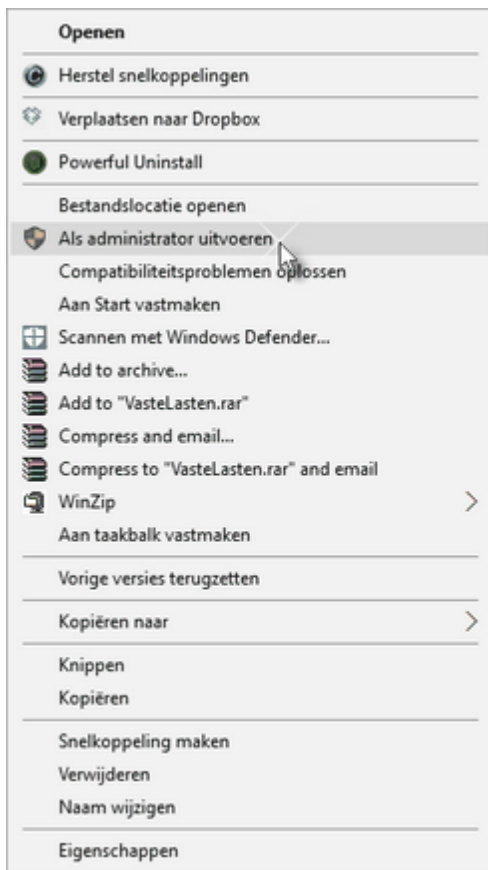 Openen
Herstel snelkoppelingen
Verplaatsen naar Dropbox
Powerful Uninstall
Bestandslocatie openen
Als administrator uitvoeren
Compatibiliteitsproblemen oplossen
Aan Start vastmaken
Scannen met Windows Defender...
Add to archive...
Add to "VasteLasten.rar"
Compress and email...
Compress to "VasteLasten.rar" and email
WinZip
Aan taakbalk vastmaken
Vorige versies terugzetten
Kopiëren naar
Knippen
Kopiëren
Snelkoppeling maken
Verwijderen
Naam wijzigen
Eigenschappen